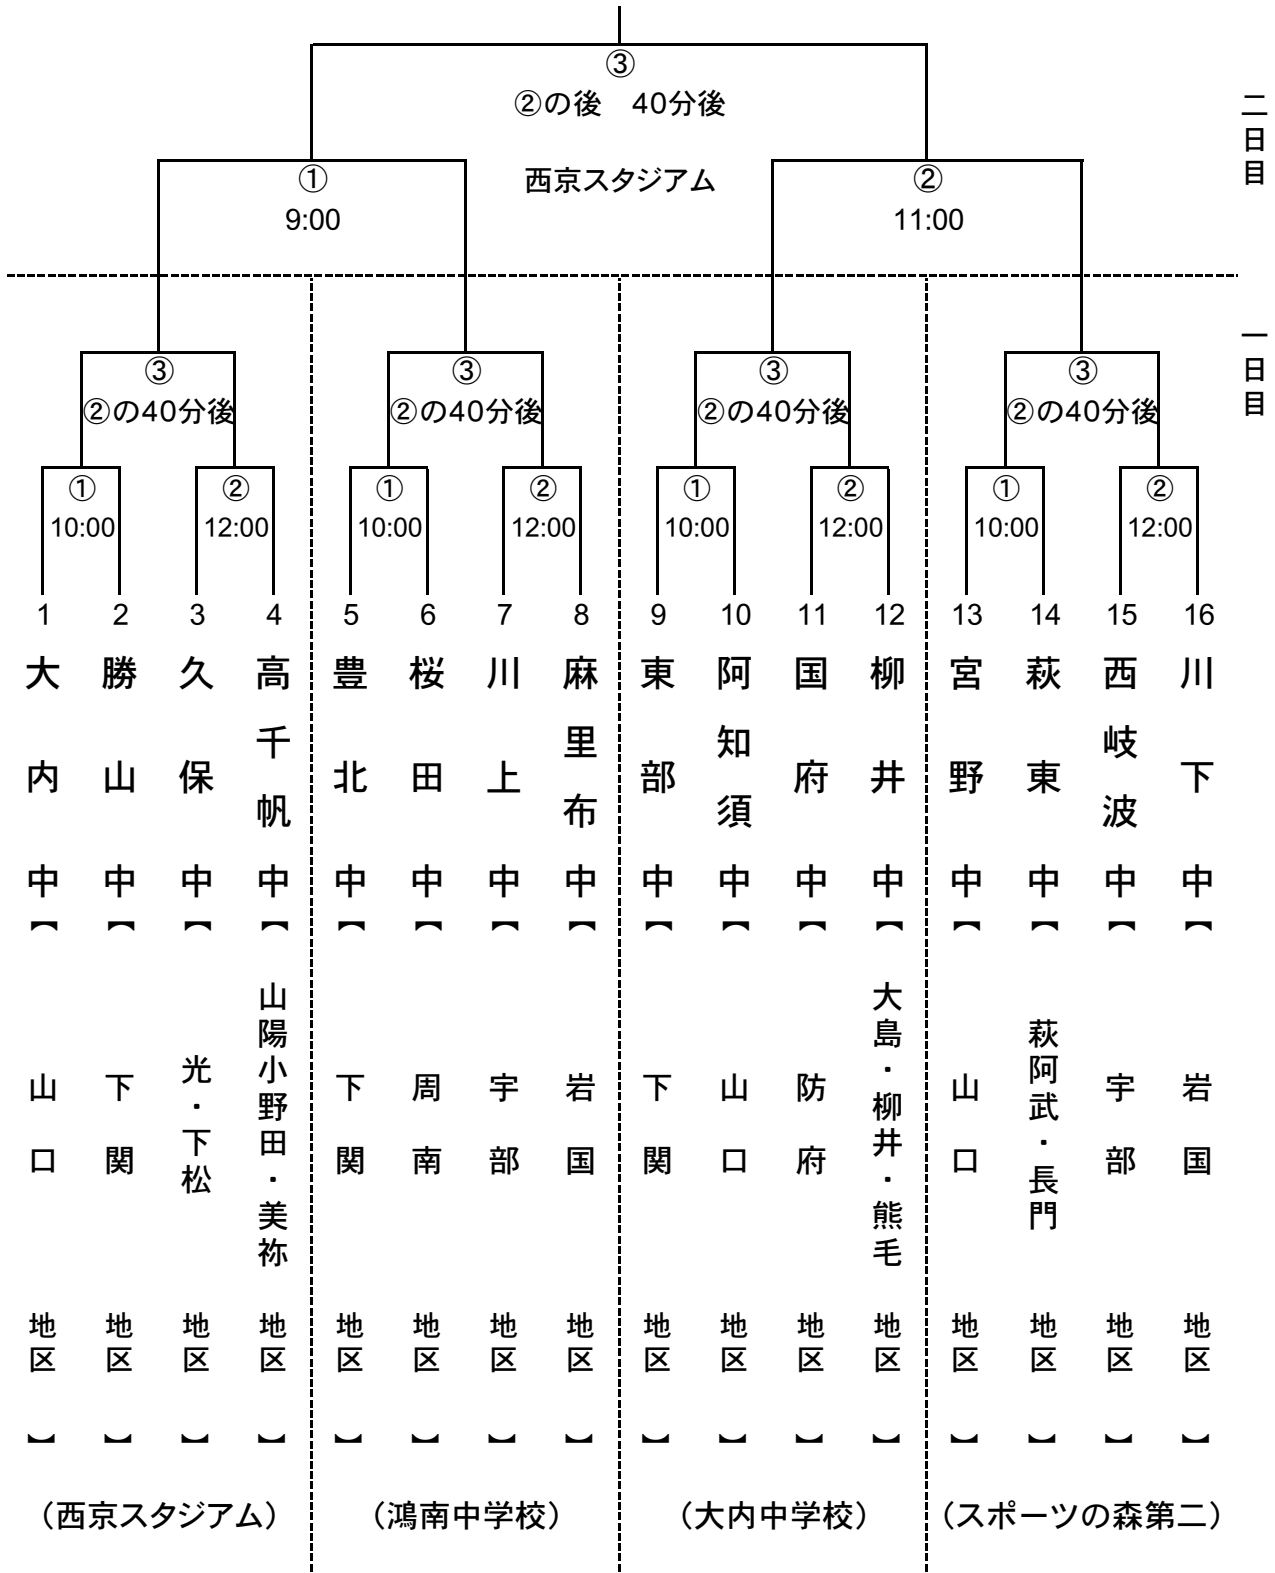 ③
②の後　40分後
二日目
①
西京スタジアム
②
9:00
11:00
一日目
③
③
③
③
②の40分後
②の40分後
②の40分後
②の40分後
①
②
①
②
①
②
①
②
10:00
12:00
10:00
12:00
10:00
12:00
10:00
12:00
1
2
3
4
5
6
7
8
9
10
11
12
13
14
15
16
大内中【山口地区】
勝山中【下関地区】
久保中【光・下松地区】
高千帆中【山陽小野田・美祢地区】
豊北中【下関地区】
桜田中【周南地区】
川上中【宇部地区】
麻里布中【岩国地区】
東部中【下関地区】
阿知須中【山口地区】
国府中【防府地区】
柳井中【大島・柳井・熊毛地区】
宮野中【山口地区】
萩東中【萩阿武・長門地区】
西岐波中【宇部地区】
川下中【岩国地区】
（西京スタジアム）
（鴻南中学校）
（大内中学校）
（スポーツの森第二）